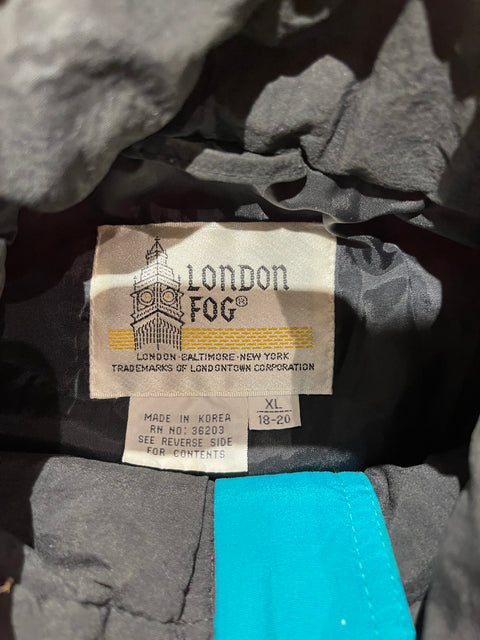 LONDON
FOG®
LONDON·BALTIMORE·NEW YORK
TRADEMARKS OF LONDONTOWN CORPORATION
MADE IN KOREA
RN NO: 36203
SEE REVERSE SIDE
FOR CONTENTS
XL
18-20